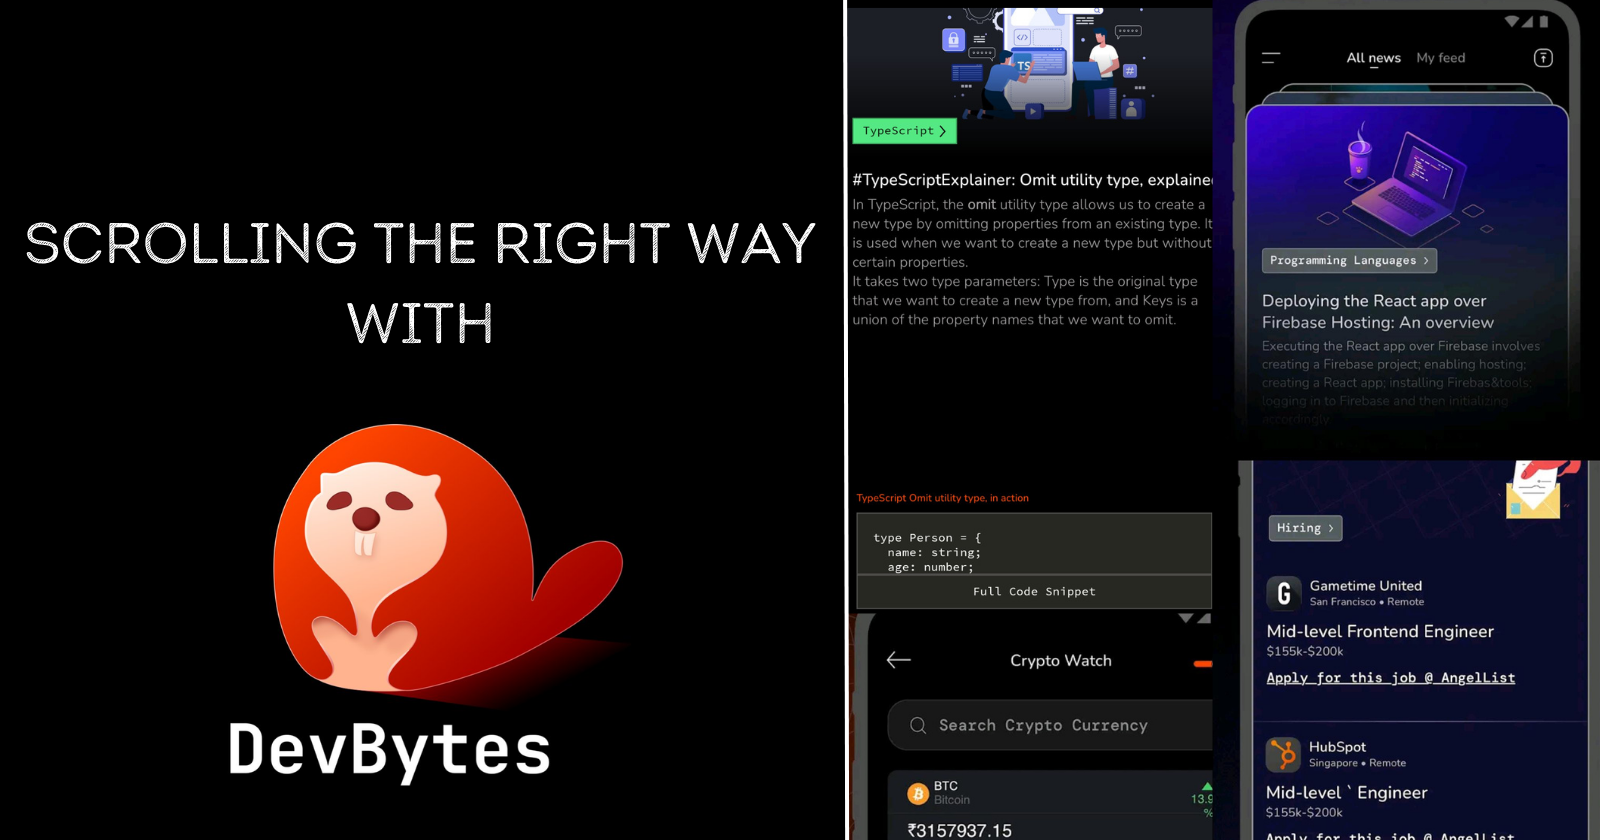 SCROLLING THE RIGHT WAY
WITH
DevBytes
TS
TypeScript
#TypeScriptExplainer: Omit utility type, explained
In TypeScript, the omit utility type allows us to create a
new type by omitting properties from an existing type. It
is used when we want to create a new type but without
certain properties.
It takes two type parameters: Type is the original type
that we want to create a new type from, and Keys is a
union of the property names that we want to omit.
TypeScript Omit utility type, in action
type Person = {
name: string;
age: number;
Full Code Snippet
Crypto Watch
Search Crypto Currency
BTC
Bitcoin
13.9
%
₹3157937.15
All news My feed
Programming Languages
Deploying the React app over
Firebase Hosting: An overview
Executing the React app over Firebase involves
creating a Firebase project; enabling hosting;
creating a React app; installing Firebas&tools;
logging in to Firebase and then initializing
accordingly
Hiring
G
Gametime United
San Francisco • Remote
Mid-level Frontend Engineer
$155k-$200k
Apply for this job @ AngelList
HubSpot
Singapore • Remote
Mid-level ` Engineer
$155k-$200k
Apply for this job @ AngelList